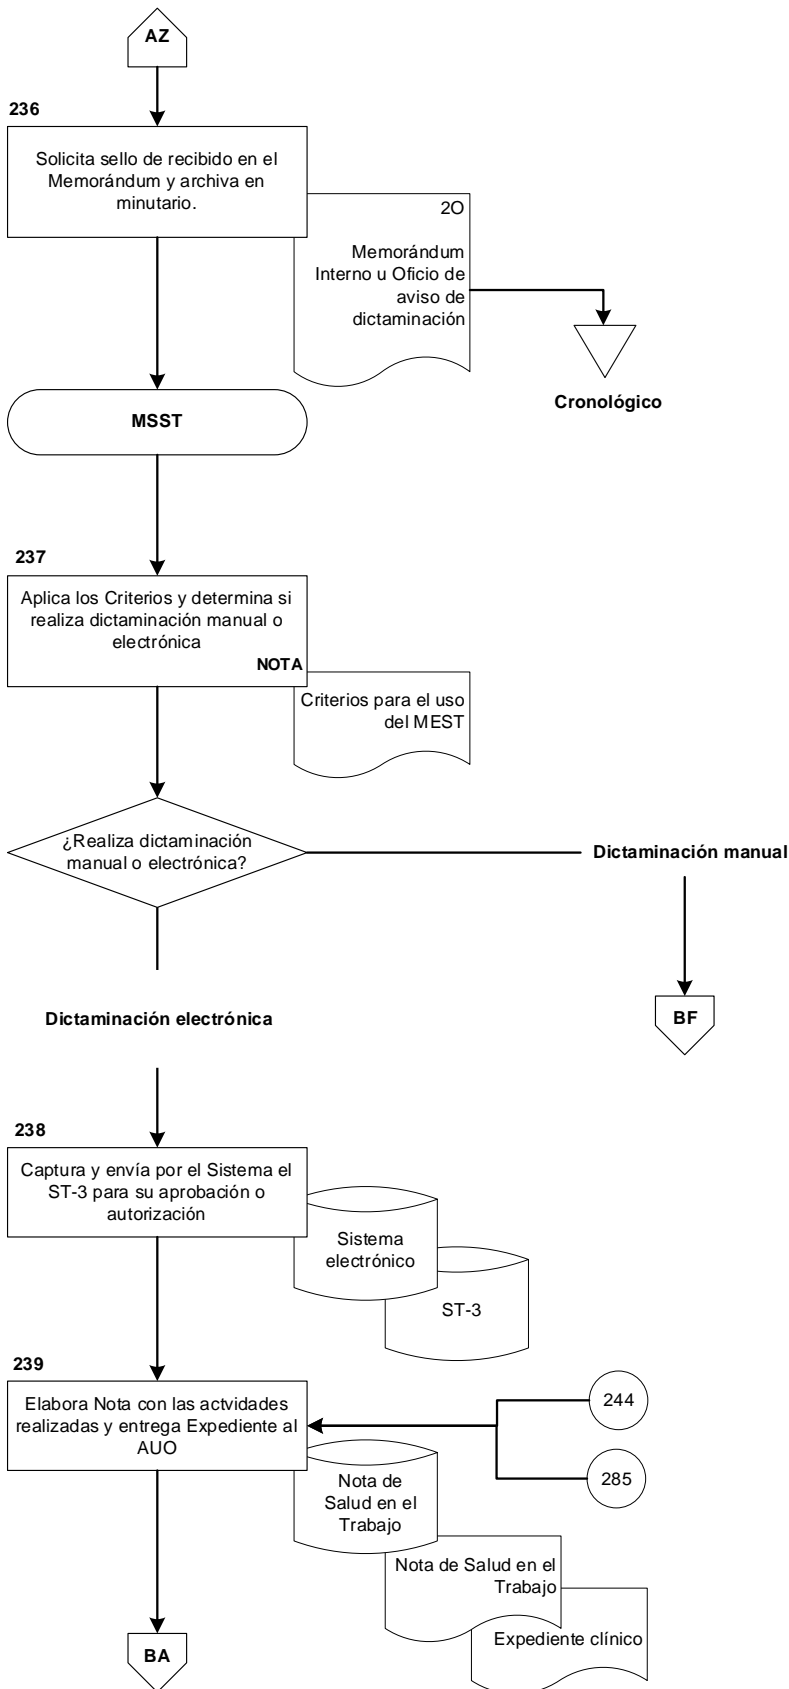 AZ
236
Solicita sello de recibido en el
Memorándum y archiva en
minutario.
2O
Memorándum
Interno u Oficio de
aviso de
dictaminación
Cronológico
MSST
237
Aplica los Criterios y determina si
realiza dictaminación manual o
electrónica
NOTA
Criterios para el uso
del MEST
¿Realiza dictaminación
manual o electrónica?
Dictaminación manual
BF
Dictaminación electrónica
238
Captura y envía por el Sistema el
ST-3 para su aprobación o
autorización
Sistema
electrónico
ST-3
239
Elabora Nota con las actvidades
realizadas y entrega Expediente al
AUO
244
285
Nota de
Salud en el
Trabajo
Nota de Salud en el
Trabajo
Expediente clínico
BA